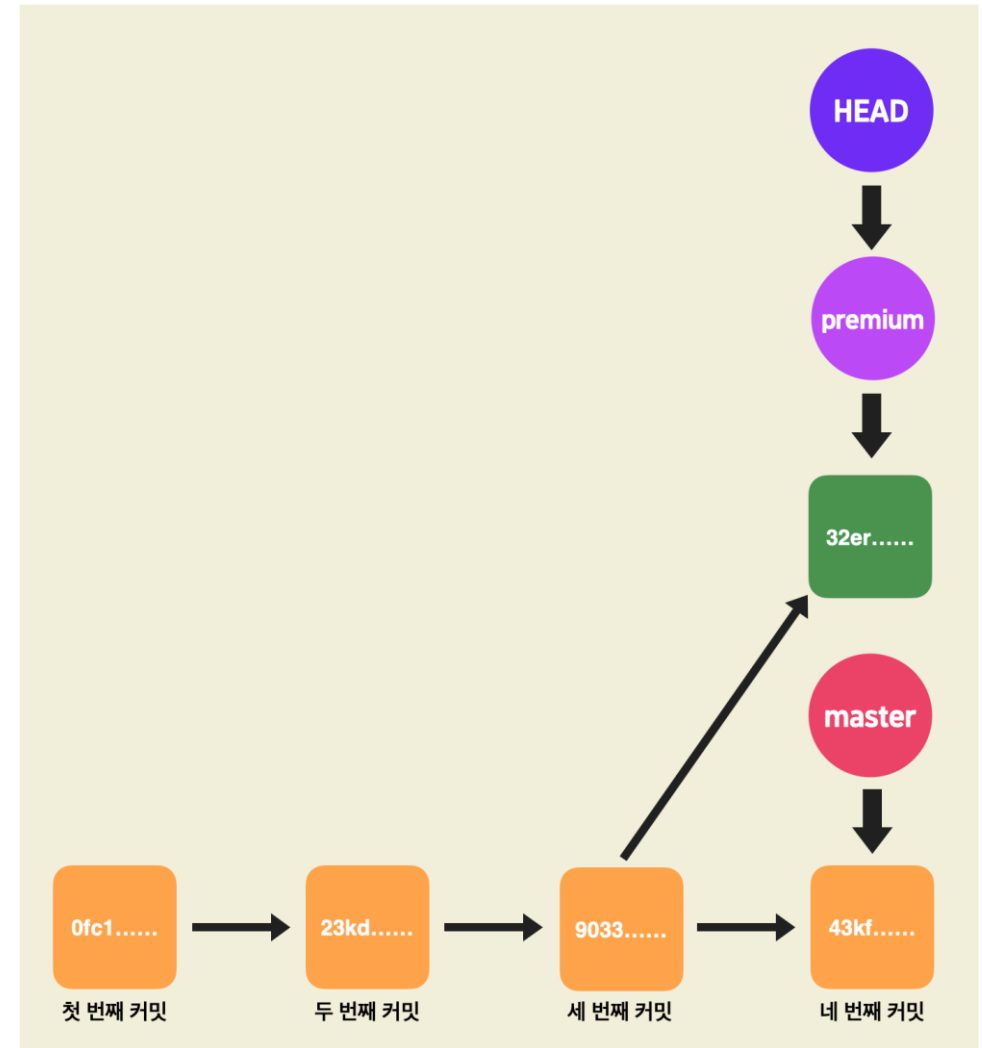 HEAD
premium
32er......
master
0fc1......
23kd......
9033......
43kf......
첫 번째 커밋
두 번째 커밋
세 번째 커밋
네 번째 커밋